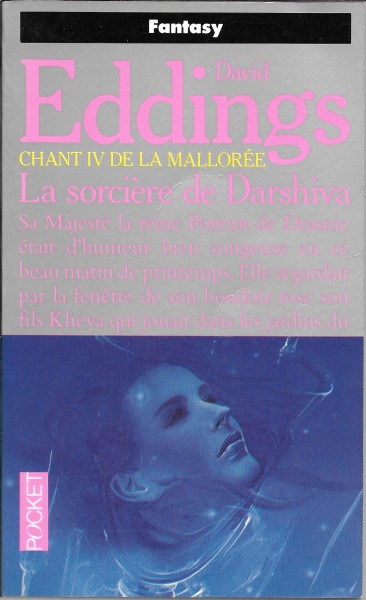 Fantasy
David
Eddings
CHANT IV DE LA MALLORÉE
La sorcière de Darshiva
Sa Majesté la reine Porenn de Drasnie
était d'humeur bien songeuse en ce
beau matin de printemps. Elle regardait
par la fenêtre de son boudoir rose son
fils Kheva qui jouait dans les jardins du
POCKET